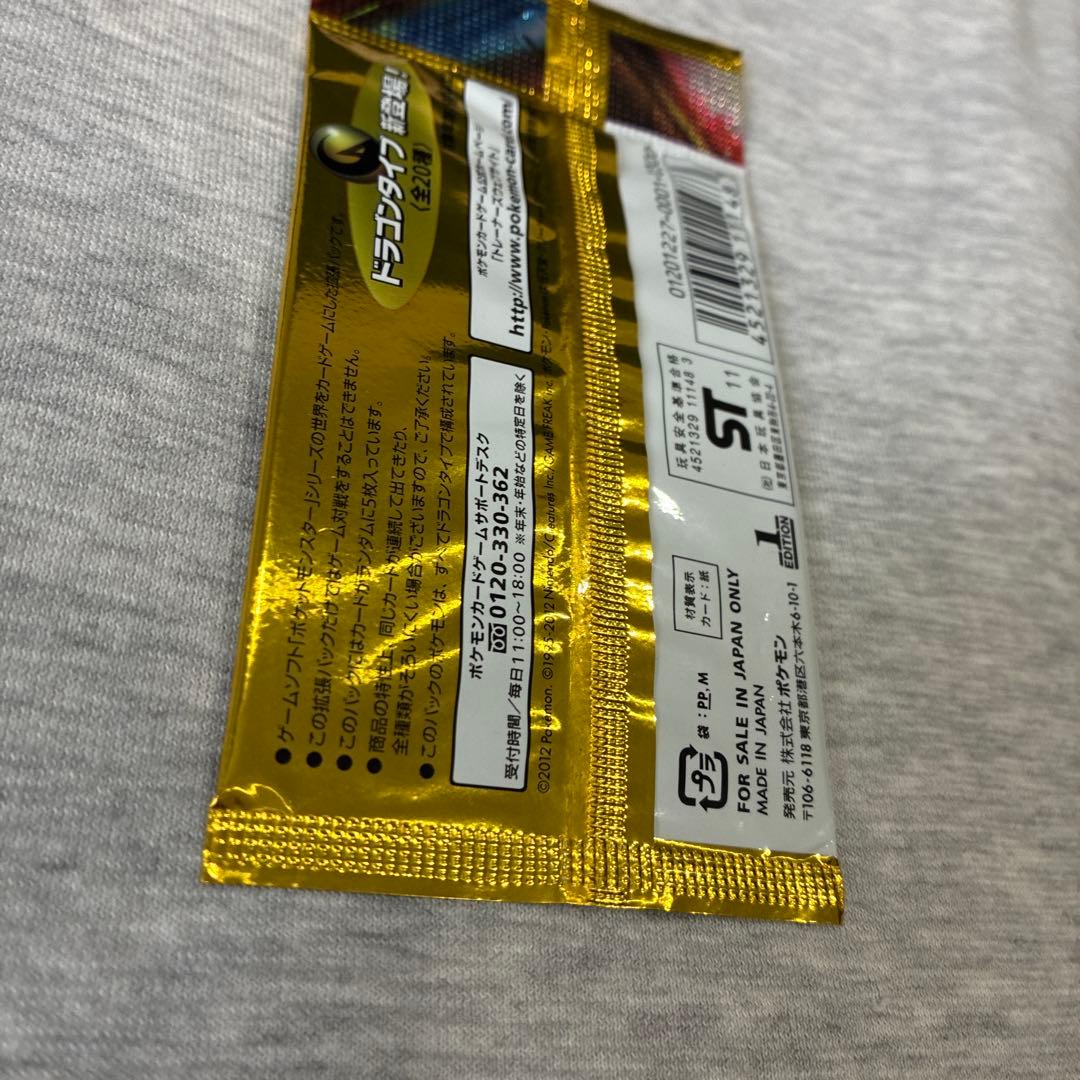 ドラゴンタイプ 新登場！
〈全20種〉
●ゲームソフト「ポケットモンスター」シリーズの世界をカードゲームにした拡張パックです。
●この拡張パックだけではゲーム対戦をすることはできません。
●このパックにはカードがランダムに5枚入っています。
●商品の特性上、同じカードが連続して出てきたり、
全種類がそろいにくい場合がございますので、ご了承ください。
●このパックのポケモンは、すべてドラゴンタイプで構成されています。
ポケモンカードゲーム公式ホームページ
「トレーナーズウェブサイト」
http://www.pokemon-card.com/
ポケモンカードゲームサポートデスク
0120-330-362
受付時間／毎日11:00〜18:00 ※年末・年始などの特定日を除く
©2012 Pokémon. ©1995-2012 Nintendo/Creatures Inc./GAME FREAK inc.
01201227-0001-00
4521329111483
玩具安全基準合格
4521329 11148 3
ST 11
(社)日本玩具協会
材質表示
カード：紙
1
EDITION
プラ
袋：PP, M
FOR SALE IN JAPAN ONLY
MADE IN JAPAN
発売元 株式会社ポケモン
〒106-6118 東京都港区六本木6-10-1